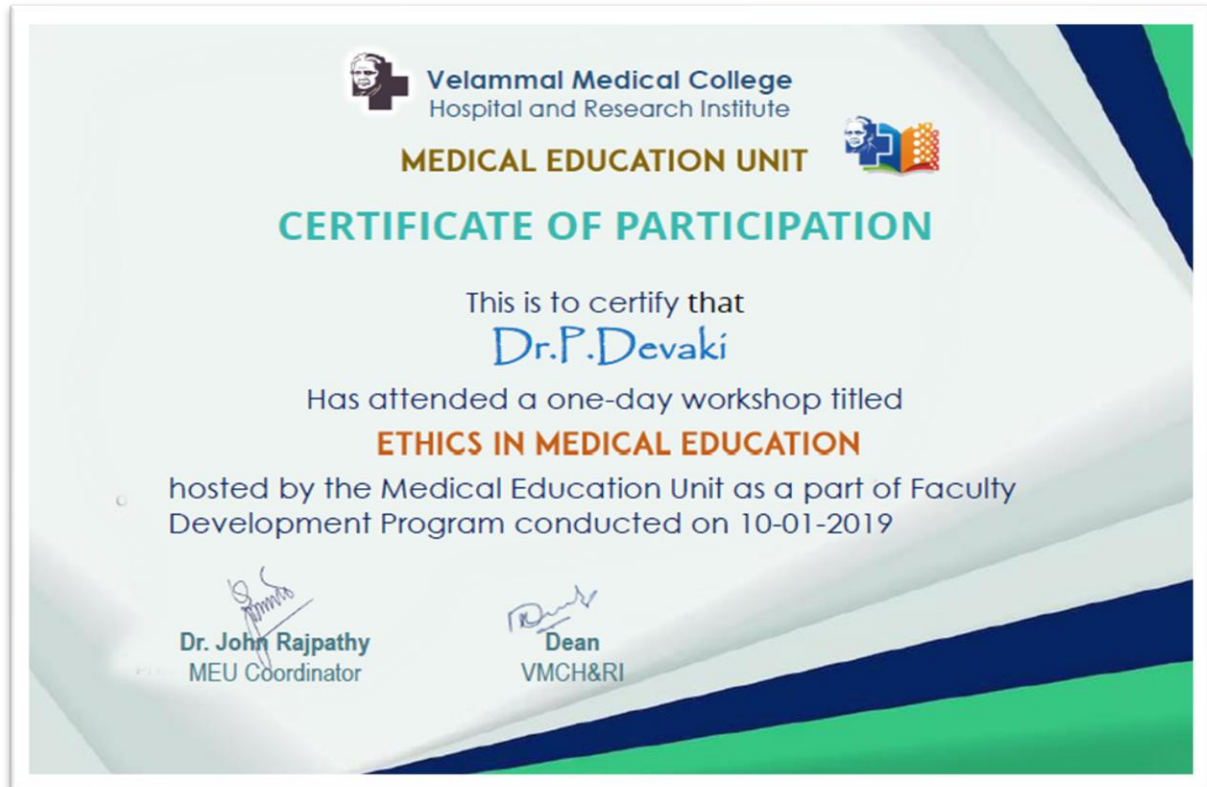 Velammal Medical College
Hospital and Research Institute
MEDICAL EDUCATION UNIT
CERTIFICATE OF PARTICIPATION
This is to certify that
Dr.P.Devaki
Has attended a one-day workshop titled
ETHICS IN MEDICAL EDUCATION
hosted by the Medical Education Unit as a part of Faculty
Development Program conducted on 10-01-2019
Dr. John Rajpathy
MEU Coordinator
Dean
VMCH&RI